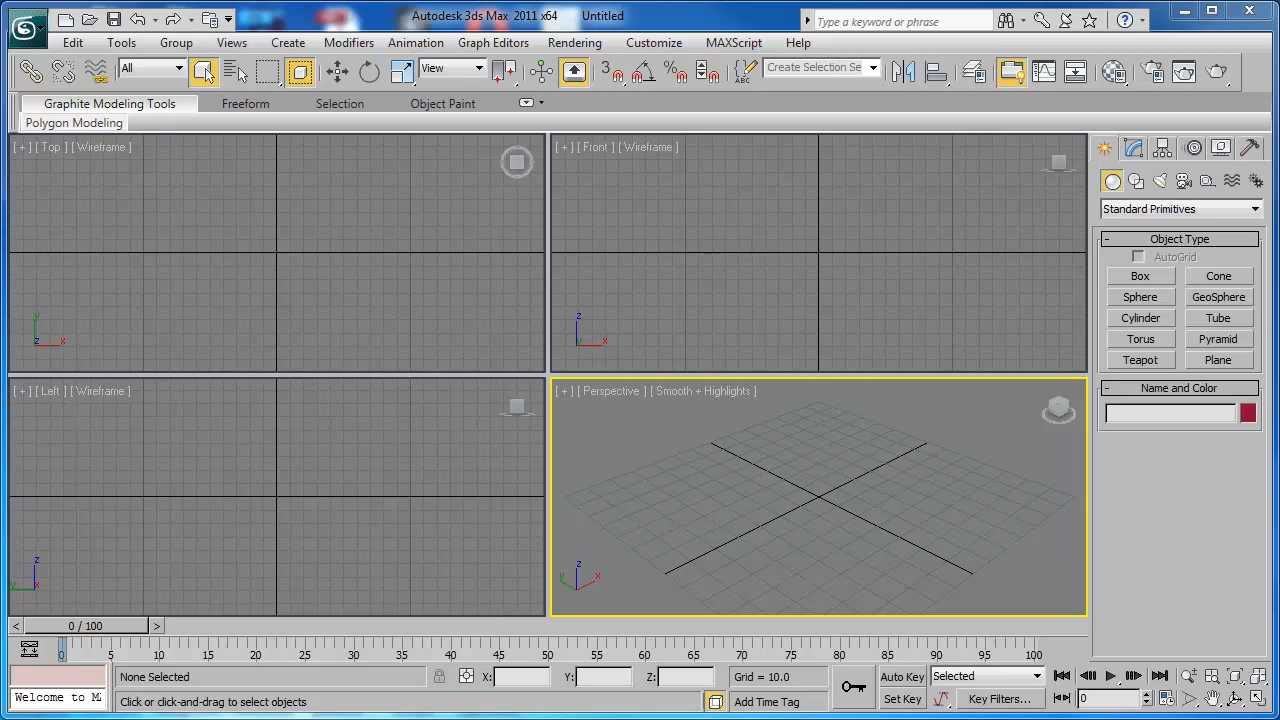 Autodesk 3ds Max 2011 x64 Untitled
Type a keyword or phrase
Edit Tools Group Views Create Modifiers Animation Graph Editors Rendering Customize MAXScript Help
All
View
3
Create Selection Se
Graphite Modeling Tools Freeform Selection Object Paint
Polygon Modeling
[ + ] [ Top ] [ Wireframe ]
[ + ] [ Front ] [ Wireframe ]
Standard Primitives
- Object Type
AutoGrid
Box Cone
Sphere GeoSphere
Cylinder Tube
Torus Pyramid
Teapot Plane
- Name and Color
y
z x
z
y x
[ + ] [ Left ] [ Wireframe ]
[ + ] [ Perspective ] [ Smooth + Highlights ]
z
y x
z
y x
< 0 / 100 >
0 5 10 15 20 25 30 35 40 45 50 55 60 65 70 75 80 85 90 95 100
None Selected X: Y: Z: Grid = 10.0 Auto Key Selected
Welcome to M
Click or click-and-drag to select objects Add Time Tag Set Key Key Filters... 0